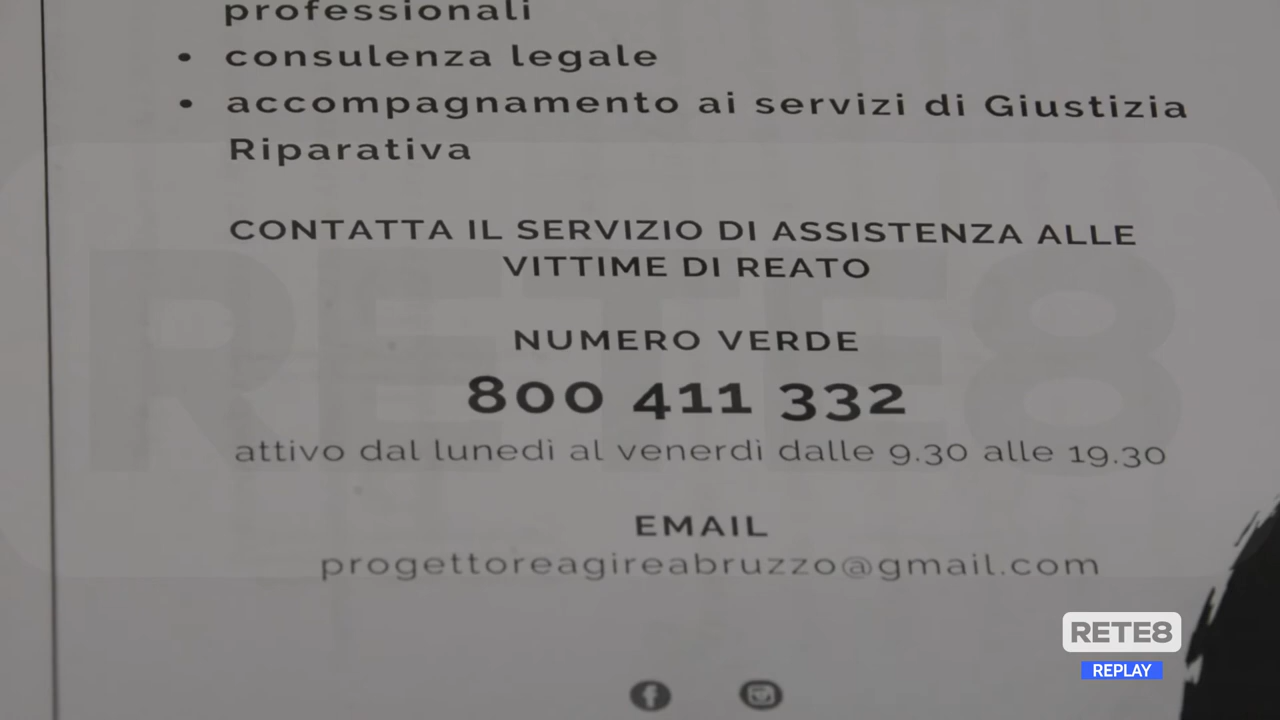 professionali
• consulenza legale
• accompagnamento ai servizi di Giustizia
Riparativa
CONTATTA IL SERVIZIO DI ASSISTENZA ALLE
VITTIME DI REATO
NUMERO VERDE
800 411 332
attivo dal lunedì al venerdì dalle 9.30 alle 19.30
EMAIL
progettoreagireabruzzo@gmail.com
RETE8
RETE8
REPLAY